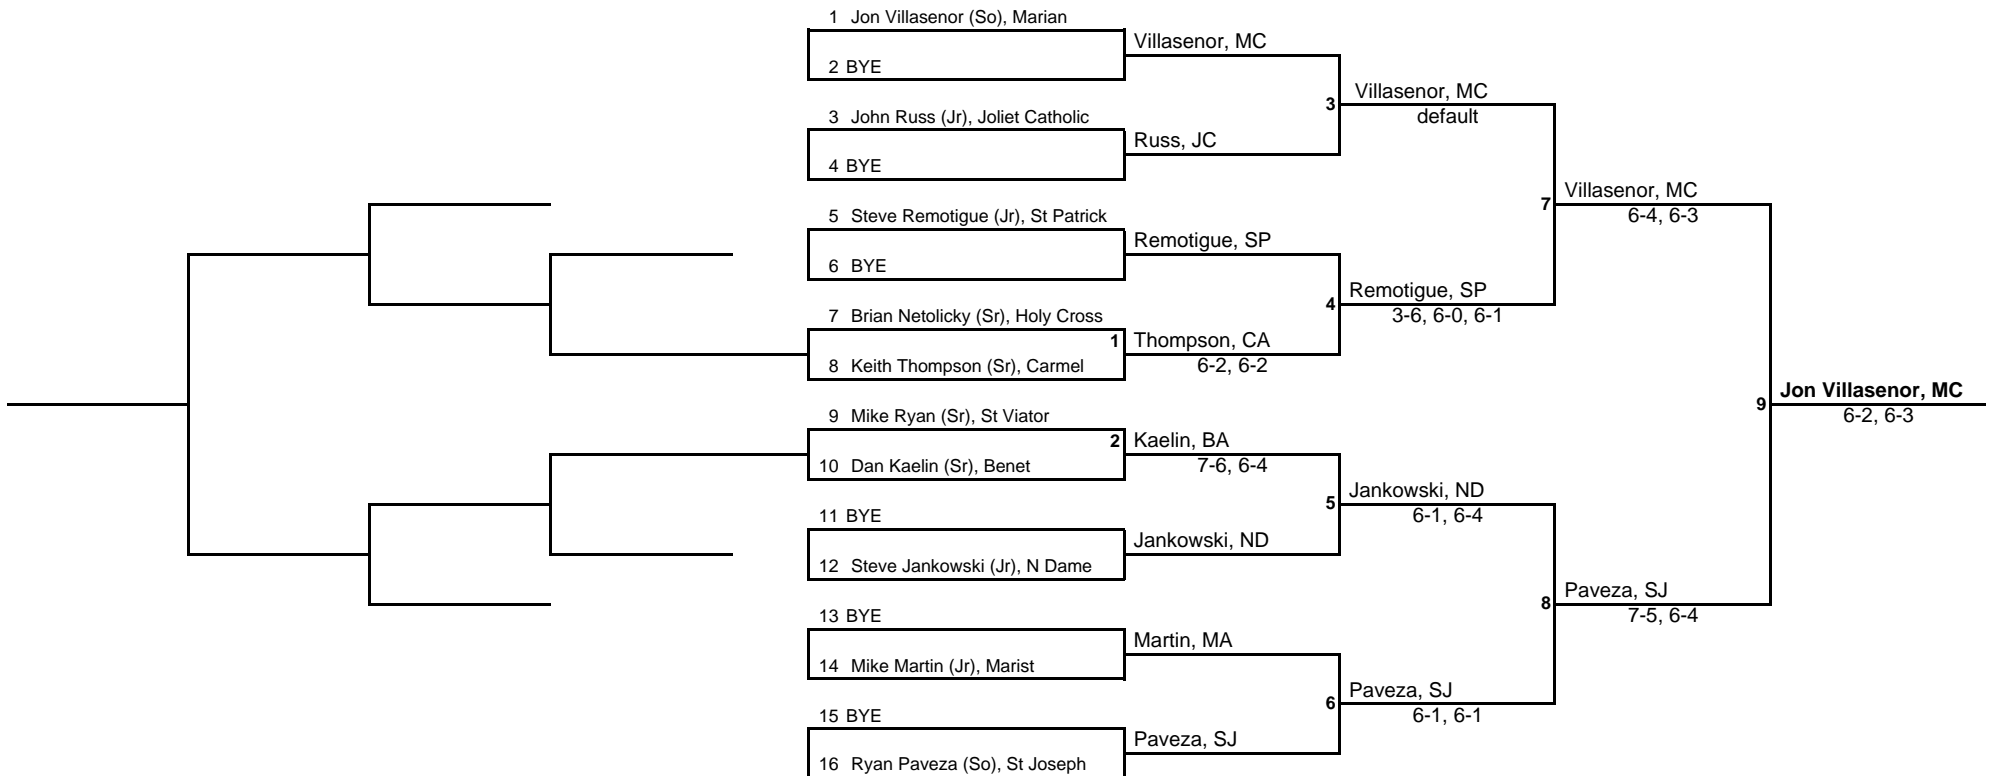 1 Jon Villasenor (So), Marian
Villasenor, MC
2 BYE
3 Villasenor, MC
default
3 John Russ (Jr), Joliet Catholic
Russ, JC
4 BYE
7 Villasenor, MC
6-4, 6-3
5 Steve Remotigue (Jr), St Patrick
Remotigue, SP
6 BYE
4 Remotigue, SP
3-6, 6-0, 6-1
7 Brian Netolicky (Sr), Holy Cross
1 Thompson, CA
6-2, 6-2
8 Keith Thompson (Sr), Carmel
9 Jon Villasenor, MC
6-2, 6-3
9 Mike Ryan (Sr), St Viator
2 Kaelin, BA
7-6, 6-4
10 Dan Kaelin (Sr), Benet
5 Jankowski, ND
6-1, 6-4
11 BYE
Jankowski, ND
12 Steve Jankowski (Jr), N Dame
8 Paveza, SJ
7-5, 6-4
13 BYE
Martin, MA
14 Mike Martin (Jr), Marist
6 Paveza, SJ
6-1, 6-1
15 BYE
Paveza, SJ
16 Ryan Paveza (So), St Joseph